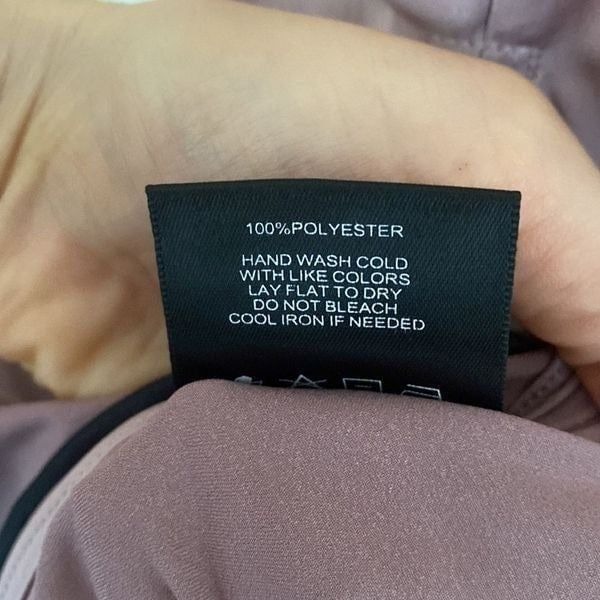 100%POLYESTER
HAND WASH COLD
WITH LIKE COLORS
LAY FLAT TO DRY
DO NOT BLEACH
COOL IRON IF NEEDED